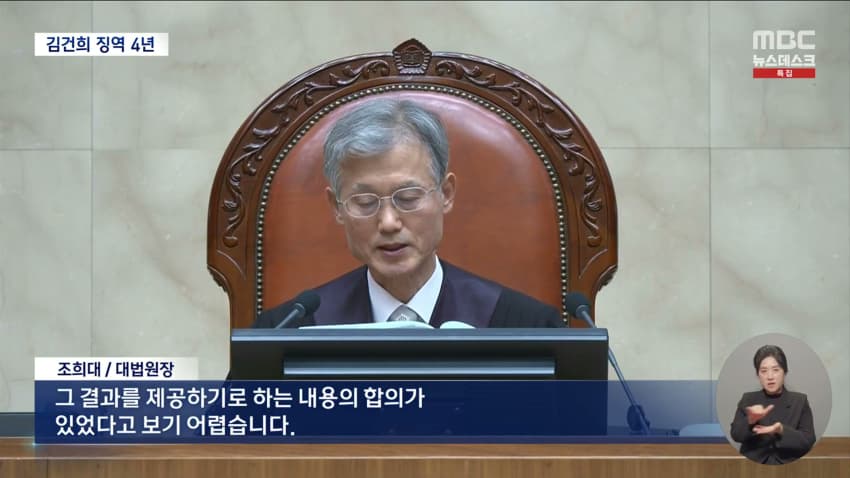 김건희 징역 4년
MBC
뉴스데스크
특집
조희대 / 대법원장
그 결과를 제공하기로 하는 내용의 합의가
있었다고 보기 어렵습니다.